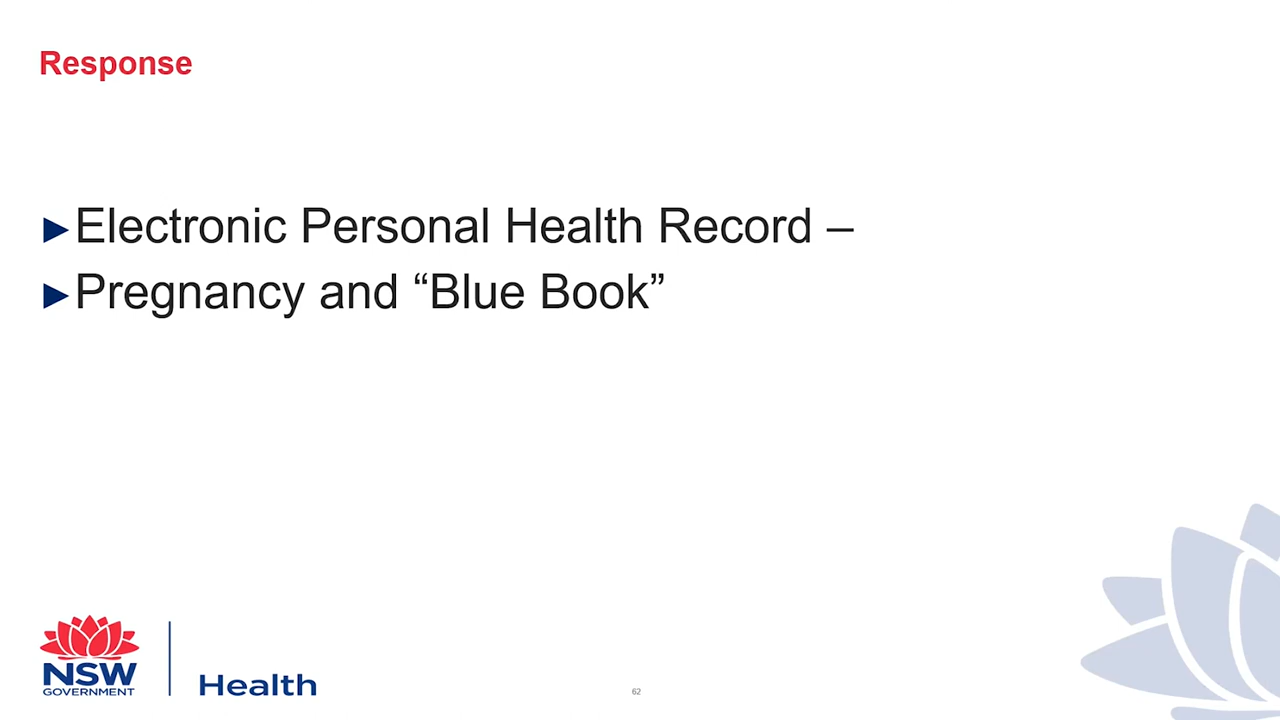 Response
►Electronic Personal Health Record –
►Pregnancy and “Blue Book”
NSW
GOVERNMENT
Health
62